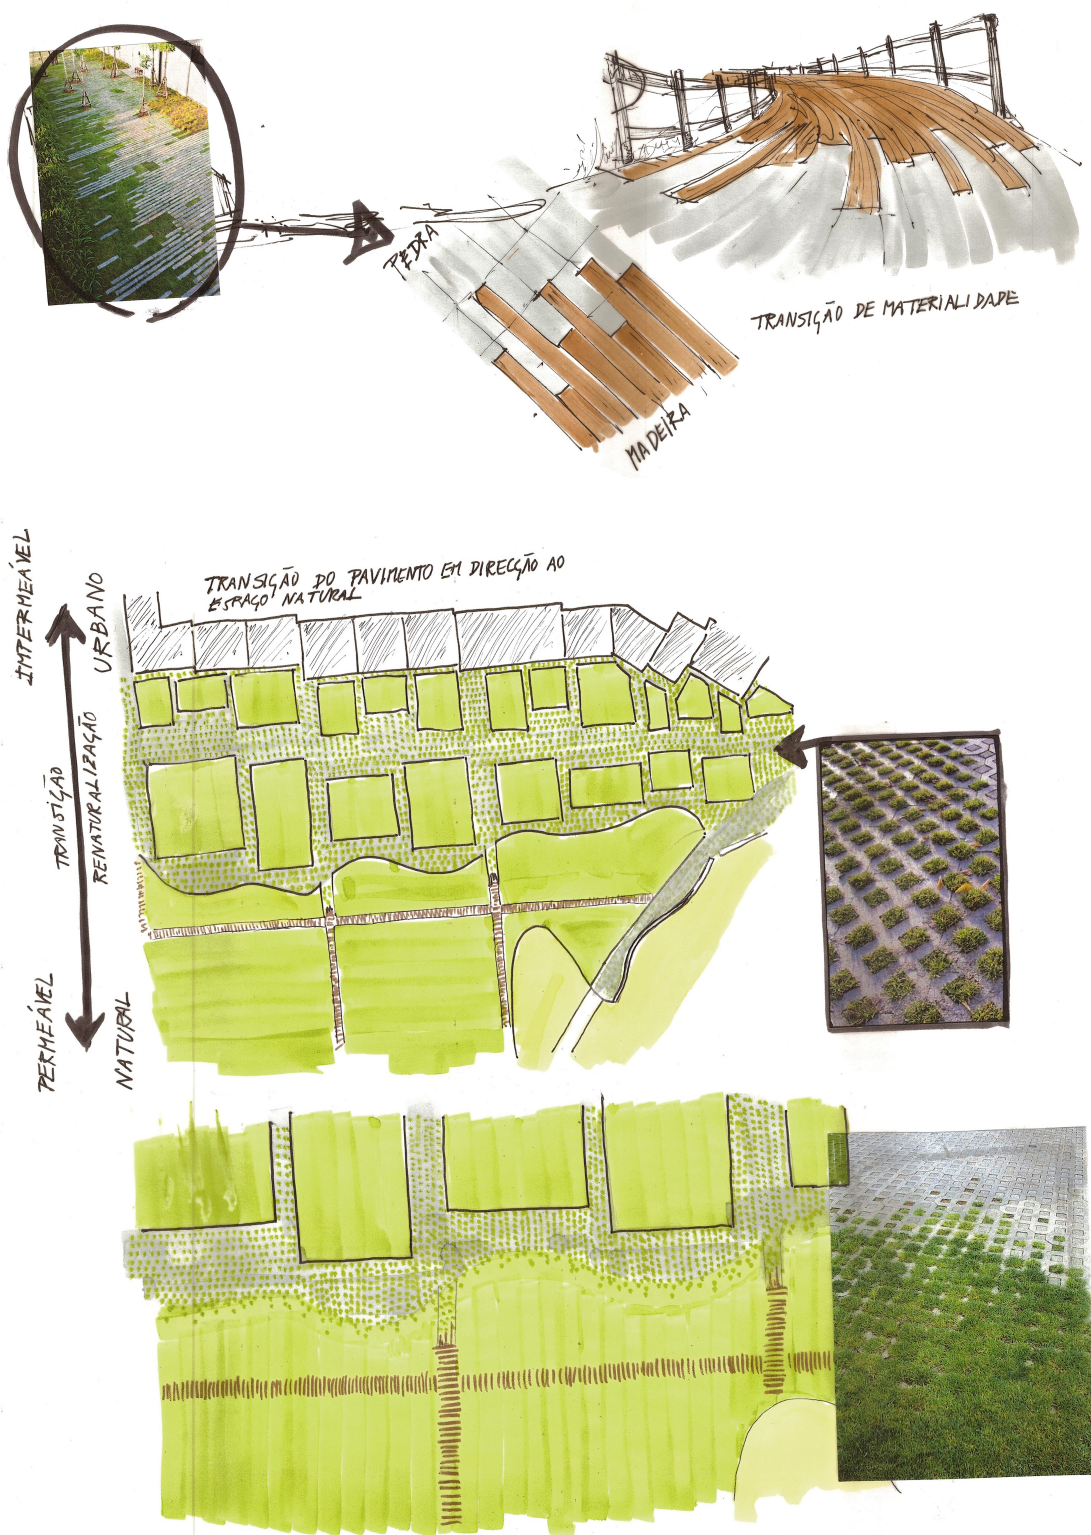 PEDRA
TRANSIÇÃO DE MATERIALIDADE
MADEIRA
TRANSIÇÃO DO PAVIMENTO EM DIRECÇÃO AO
ESPAÇO NATURAL
IMPERMEÁVEL
URBANO
TRANSIÇÃO
RENATURALIZAÇÃO
PERMEÁVEL
NATURAL